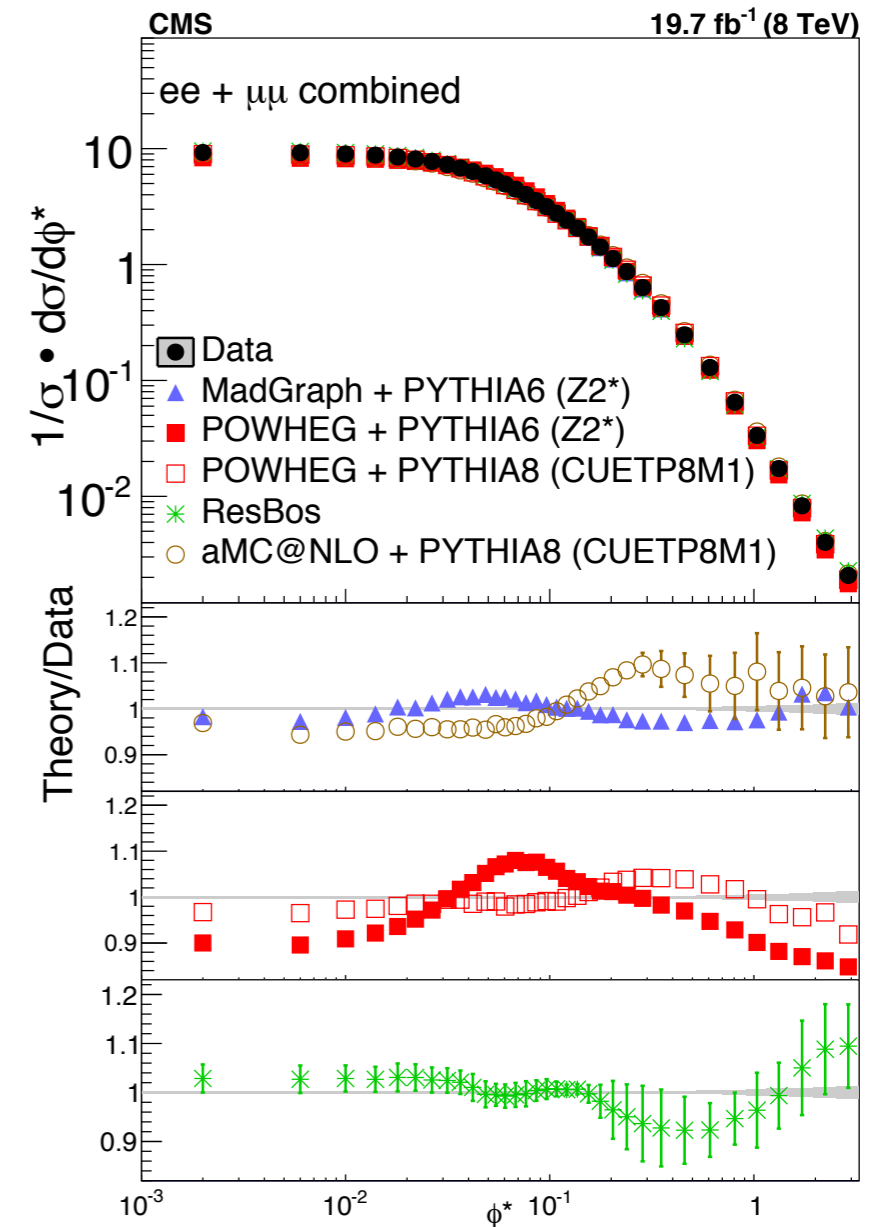 CMS 19.7 fb⁻¹ (8 TeV)
ee + μμ combined
1/σ • dσ/dφ*
10
1
10⁻¹
10⁻²
Data
MadGraph + PYTHIA6 (Z2*)
POWHEG + PYTHIA6 (Z2*)
POWHEG + PYTHIA8 (CUETP8M1)
ResBos
aMC@NLO + PYTHIA8 (CUETP8M1)
Theory/Data
1.2
1.1
1
0.9
1.2
1.1
1
0.9
1.2
1.1
1
0.9
10⁻³ 10⁻² φ* 10⁻¹ 1